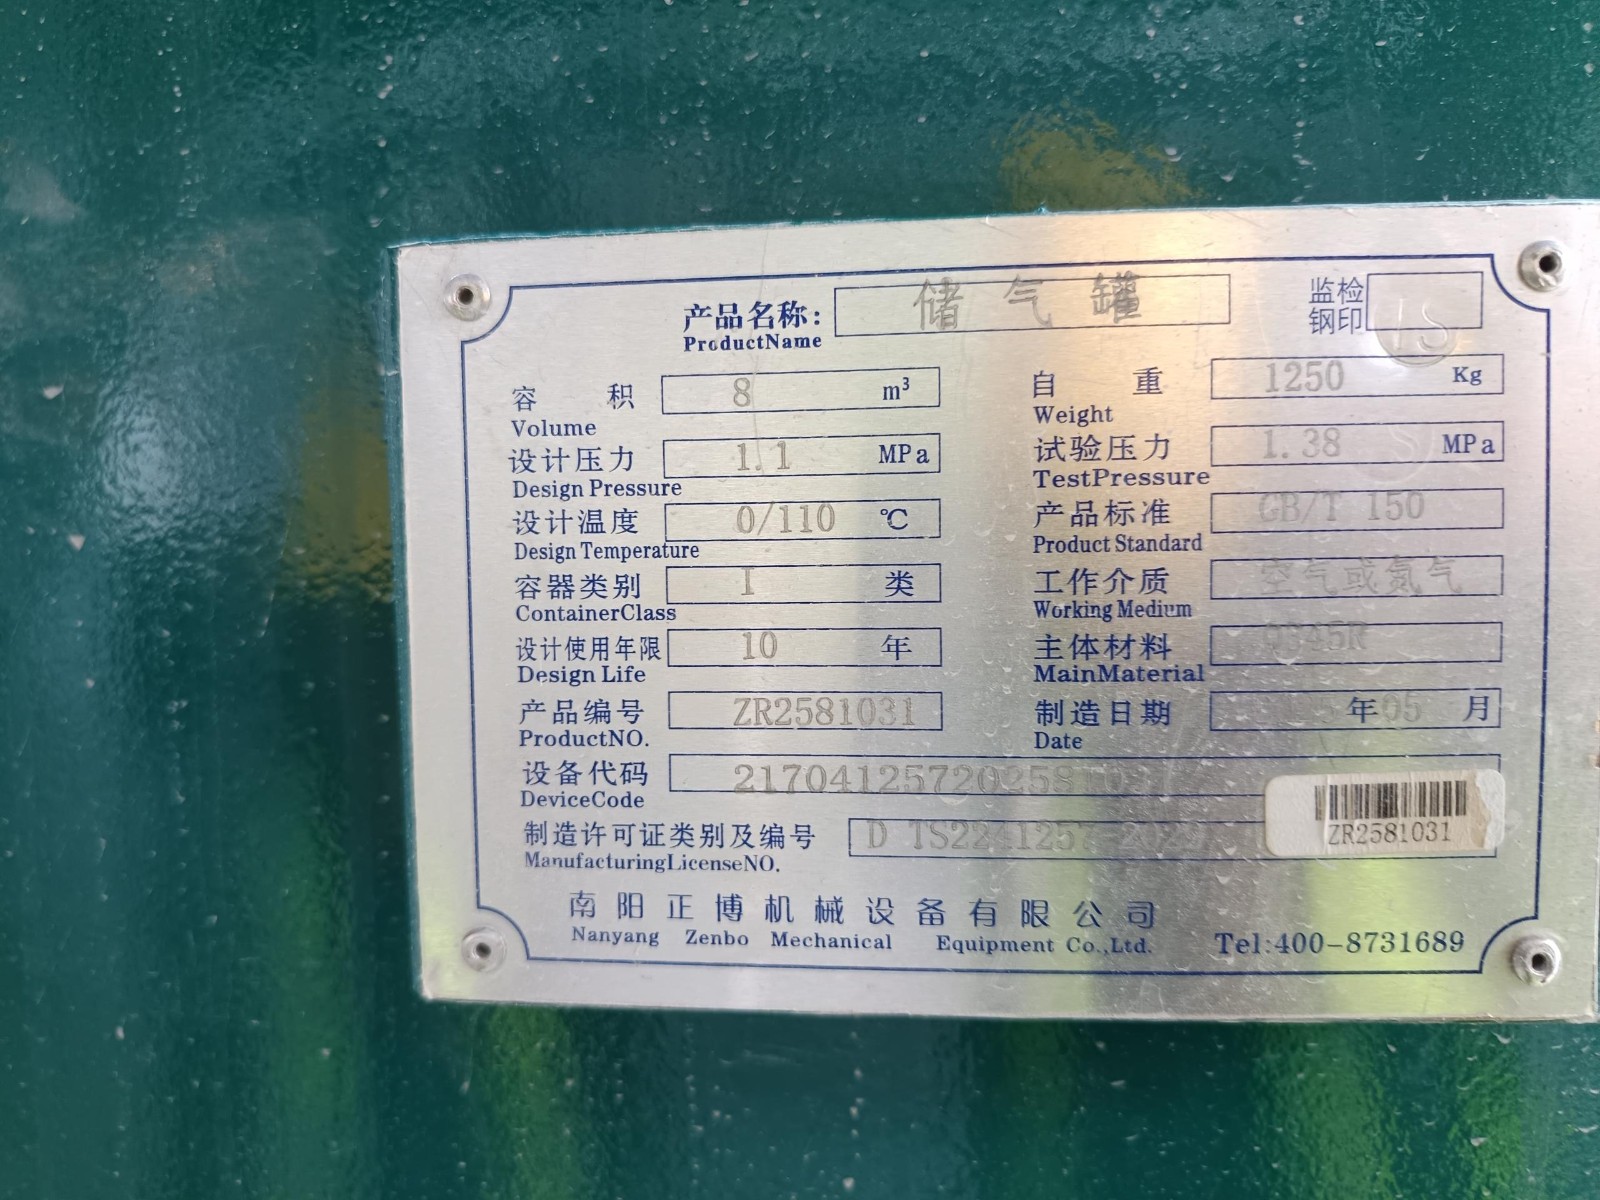 产品名称: 储气罐 监检
ProductName 钢印
容积 8 m³ 自重 1250 Kg
Volume Weight
设计压力 1.1 MPa 试验压力 1.38 MPa
Design Pressure TestPressure
设计温度 0/110 ℃ 产品标准 GB/T 150
Design Temperature Product Standard
容器类别 I 类 工作介质 空气或氮气
ContainerClass Working Medium
设计使用年限 10 年 主体材料 Q345R
Design Life MainMaterial
产品编号 ZR2581031 制造日期 年05月
ProductNO. Date
设备代码
DeviceCode
制造许可证类别及编号 D
ManufacturingLicenseNO.
ZR2581031
南阳正博机械设备有限公司
Nanyang Zenbo Mechanical Equipment Co.,Ltd. Tel:400-8731689